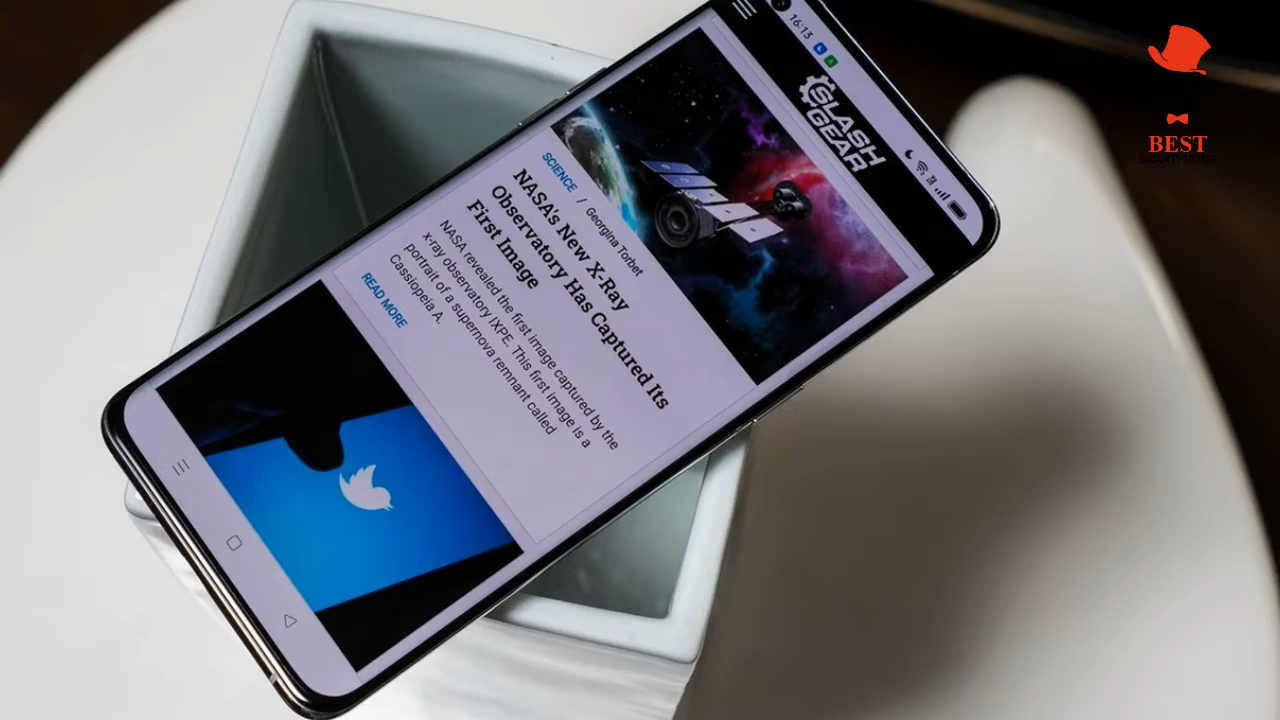 16:13
SLASH
GEAR
SCIENCE / Georgina Torbet
NASA's New X-Ray
Observatory Has Captured Its
First Image
NASA revealed the first image captured by the
x-ray observatory IXPE. This first image is a
portrait of a supernova remnant called
Cassiopeia A.
READ MORE
BEST